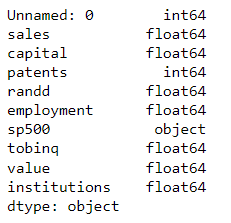 Unnamed: 0 int64
sales float64
capital float64
patents int64
randd float64
employment float64
sp500 object
tobinq float64
value float64
institutions float64
dtype: object